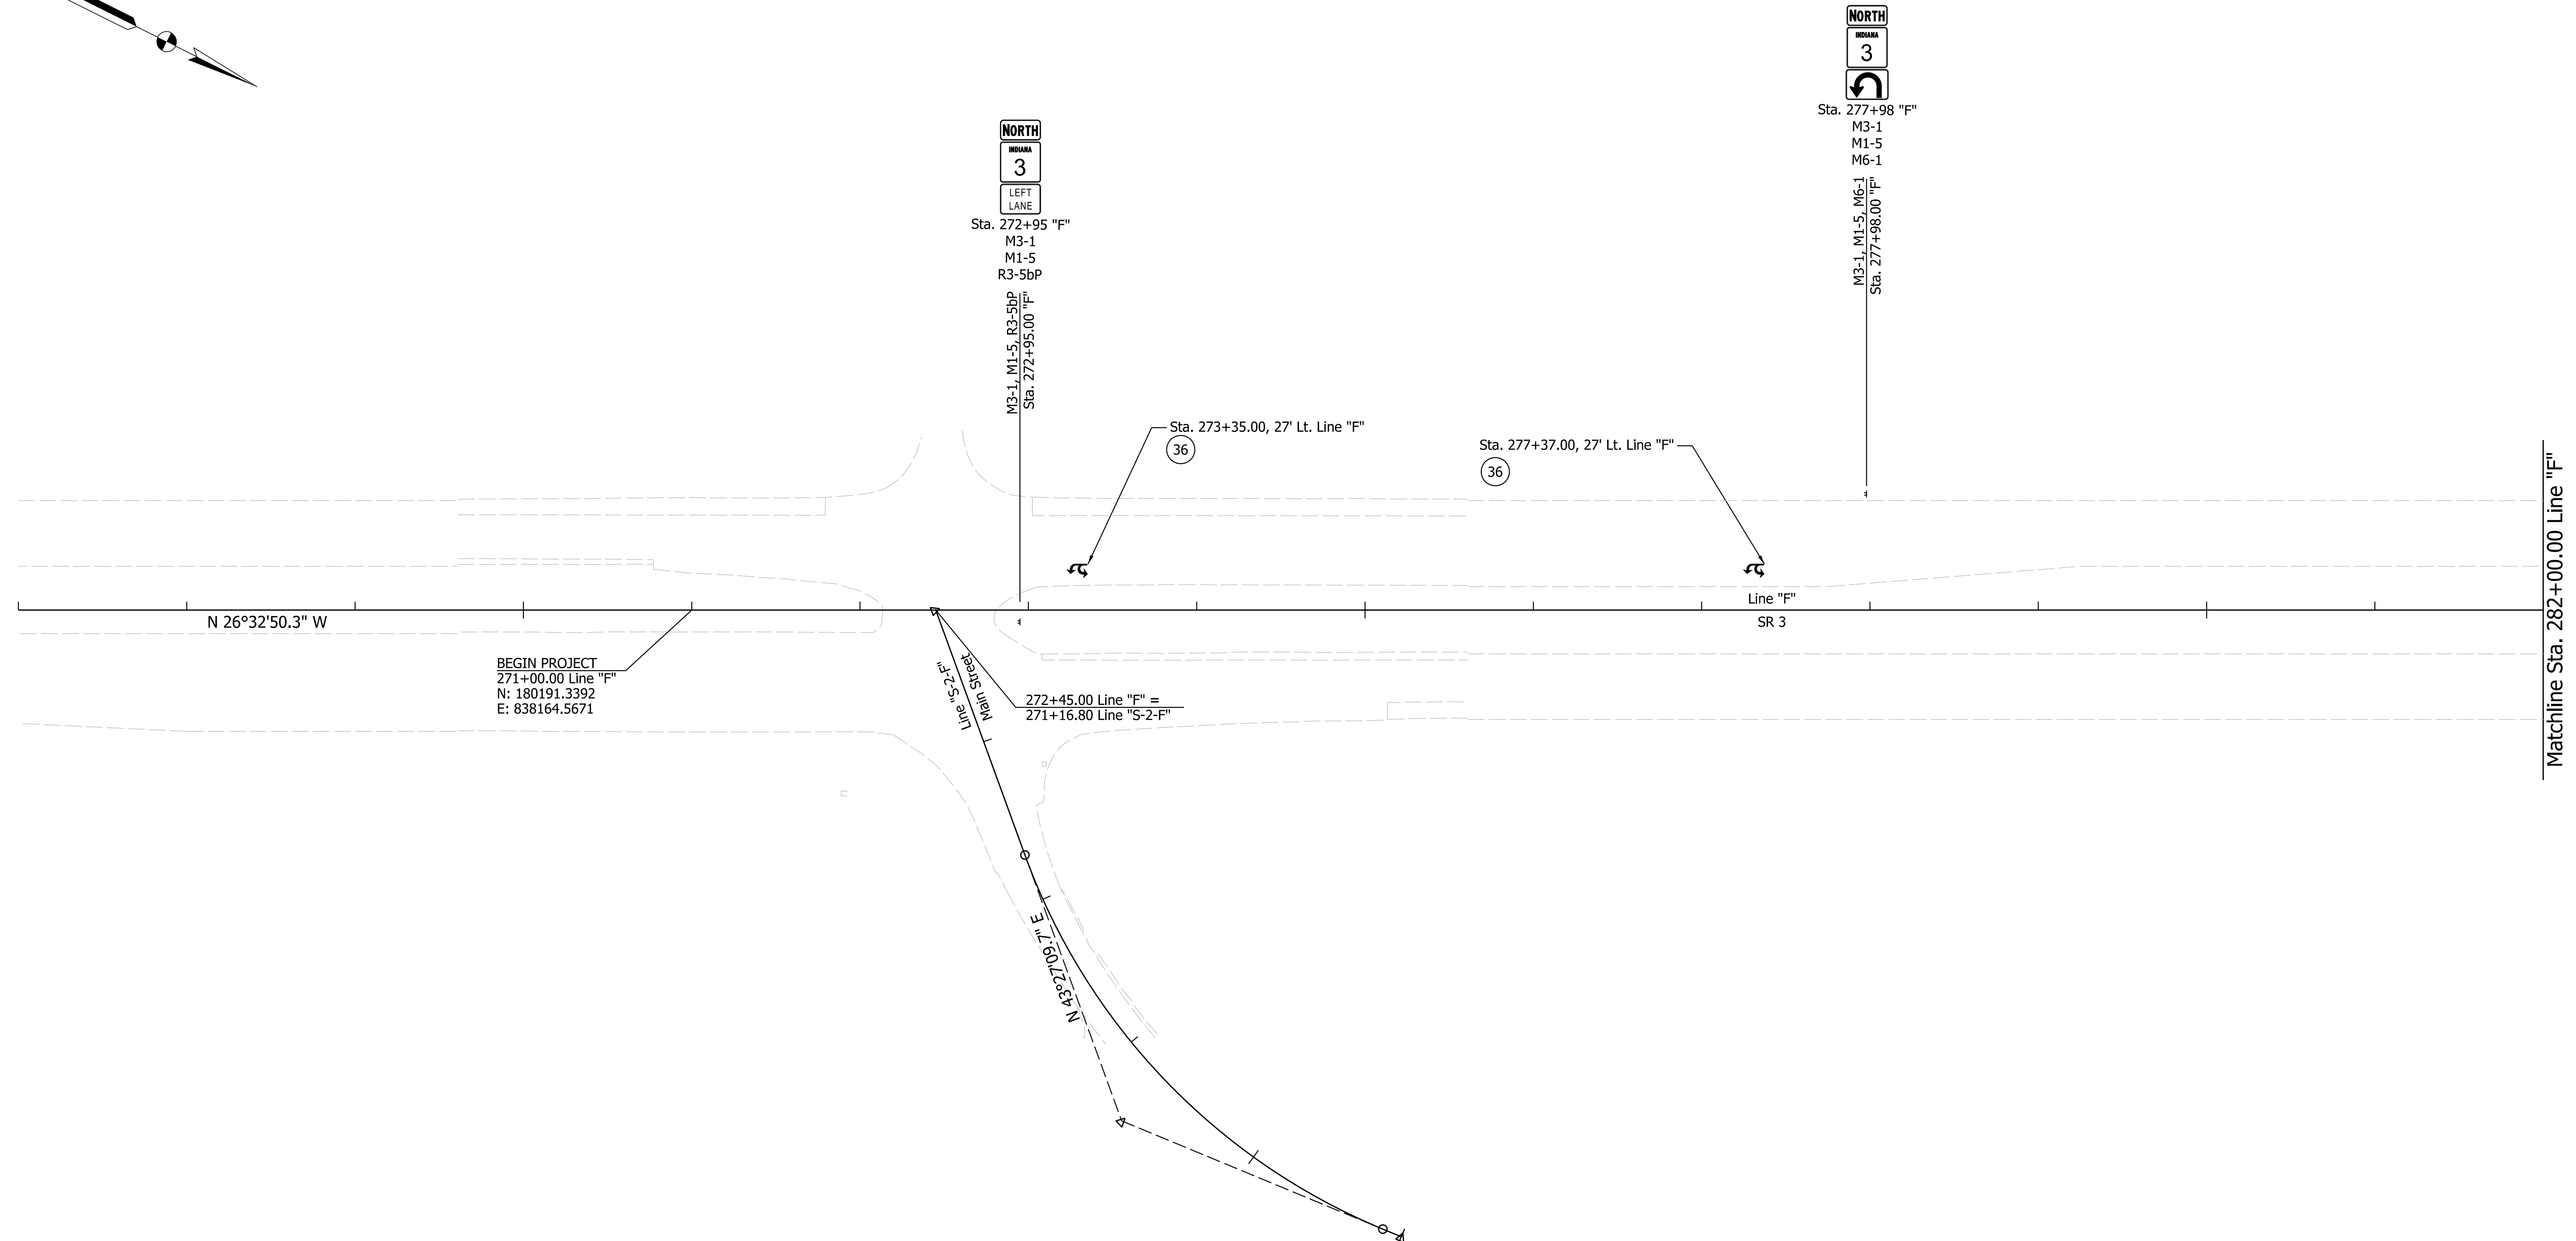 NORTH
INDIANA
3
Sta. 277+98 "F"
M3-1
M1-5
M6-1
M3-1, M1-5, M6-1
Sta. 277+98.00 "F"
NORTH
INDIANA
3
LEFT
LANE
Sta. 272+95 "F"
M3-1
M1-5
R3-5bP
M3-1, M1-5, R3-5bP
Sta. 272+95.00 "F"
Sta. 273+35.00, 27' Lt. Line "F"
36
Sta. 277+37.00, 27' Lt. Line "F"
36
Matchline Sta. 282+00.00 Line "F"
Line "F"
SR 3
N 26°32'50.3" W
BEGIN PROJECT
271+00.00 Line "F"
N: 180191.3392
E: 838164.5671
Line "S-2-F"
Main Street
272+45.00 Line "F" =
271+16.80 Line "S-2-F"
N 43°27'09.7" E